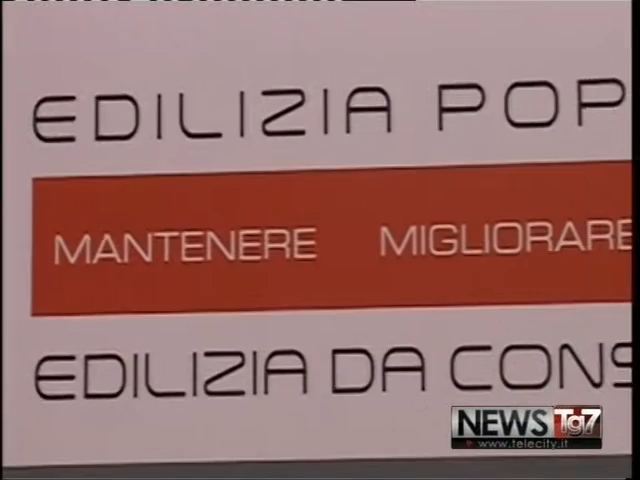 EDILIZIA POP
MANTENERE MIGLIORARE
EDILIZIA DA CONS
NEWS Tg7
www.telecity.it